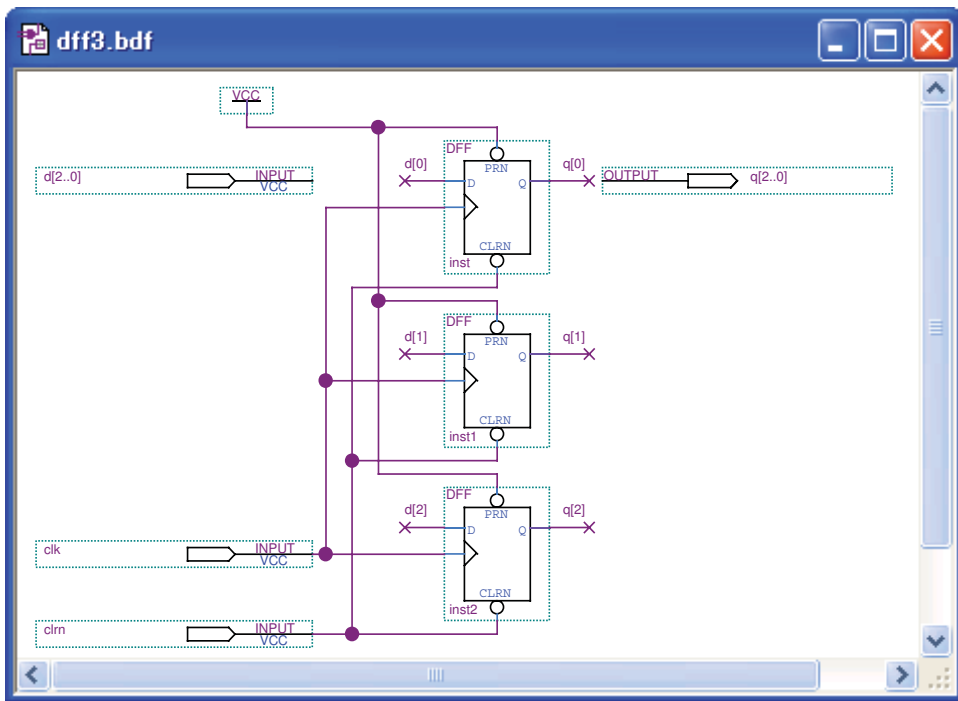 dff3.bdf
VCC
d[2..0]
INPUT
VCC
DFF
d[0]
PRN
D
Q
CLRN
inst
q[0]
OUTPUT
q[2..0]
DFF
d[1]
PRN
D
Q
CLRN
inst1
q[1]
DFF
d[2]
PRN
D
Q
CLRN
inst2
q[2]
clk
INPUT
VCC
clrn
INPUT
VCC